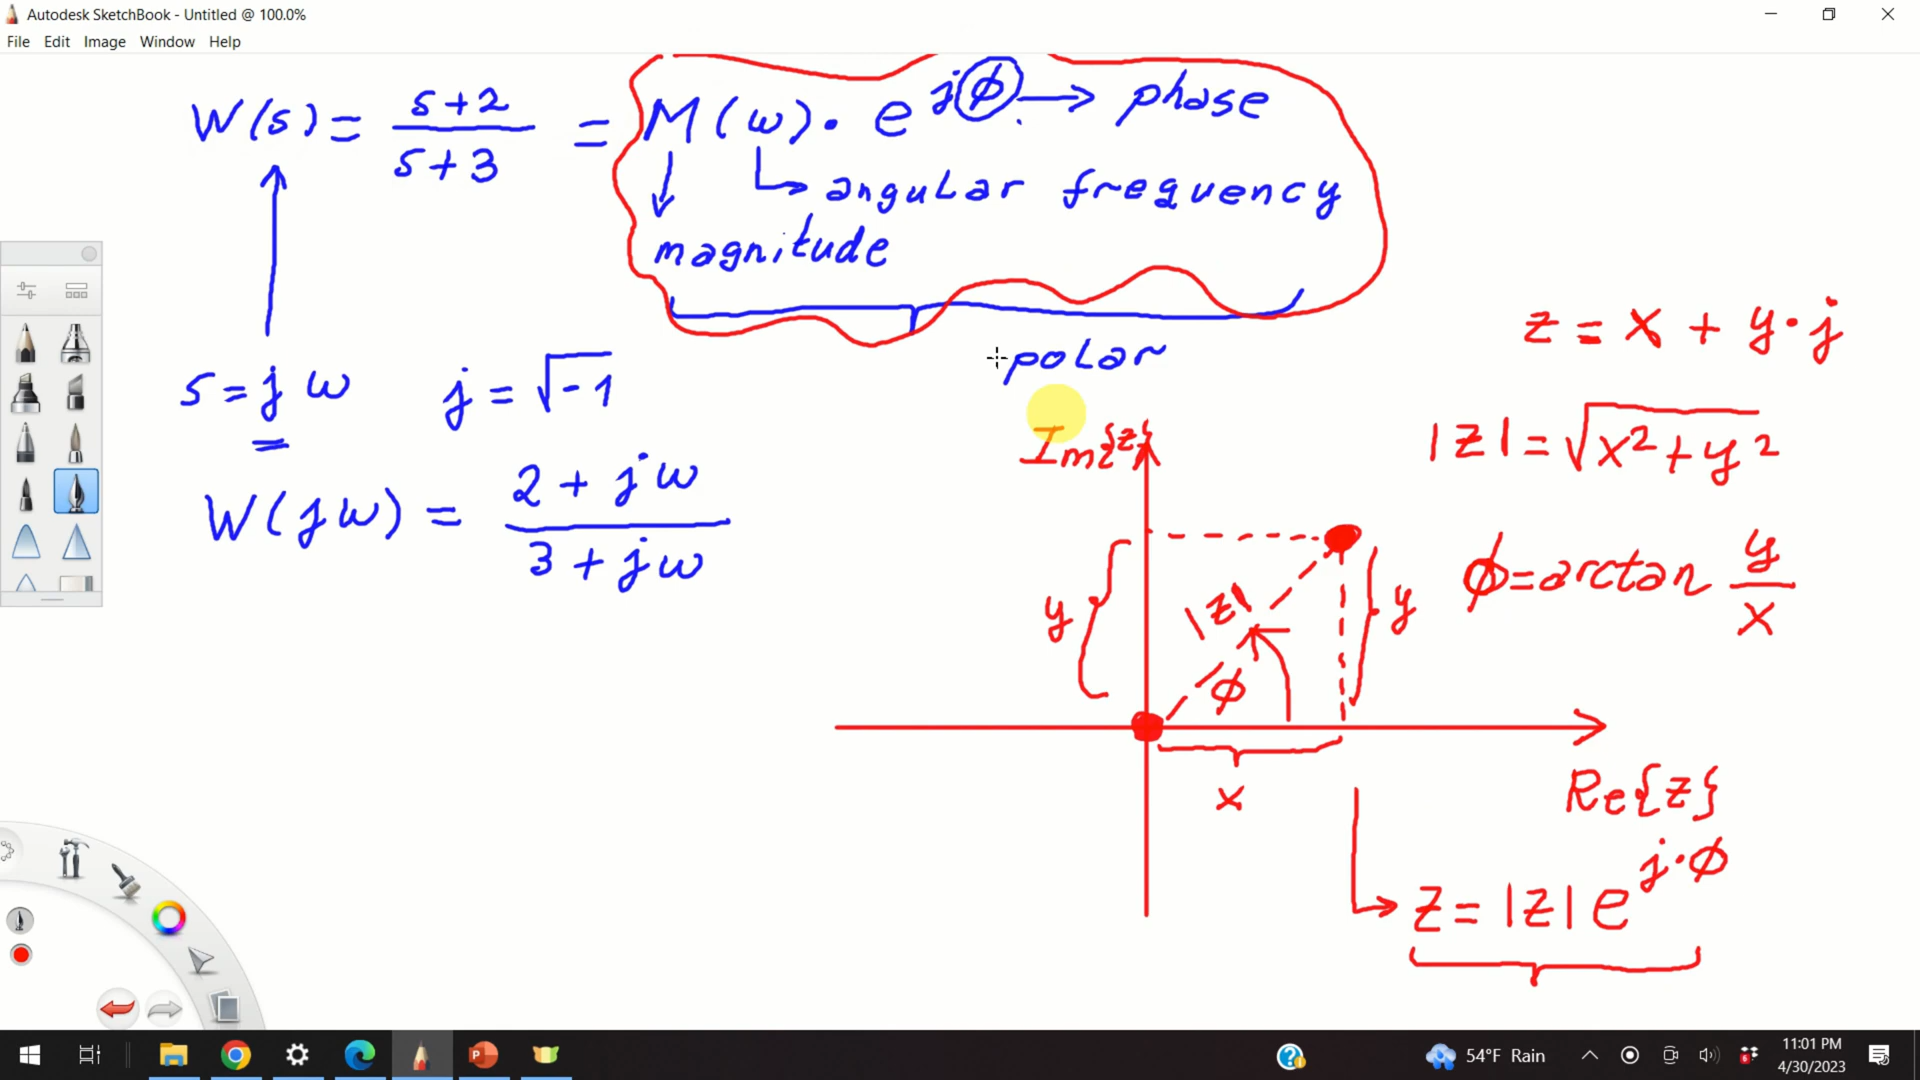 Autodesk SketchBook - Untitled @ 100.0%
File Edit Image Window Help
W(s) = s+2 / s+3 = M(ω) · e^jϕ → phase
angular frequency
magnitude
polar
s = jω j = √-1
W(jω) = 2 + jω / 3 + jω
z = x + y·j
|z| = √x² + y²
ϕ = arctan y / x
Im{z}
y |z| y
ϕ
x
Re{z}
z = |z| e^j·ϕ
54°F Rain
11:01 PM
4/30/2023